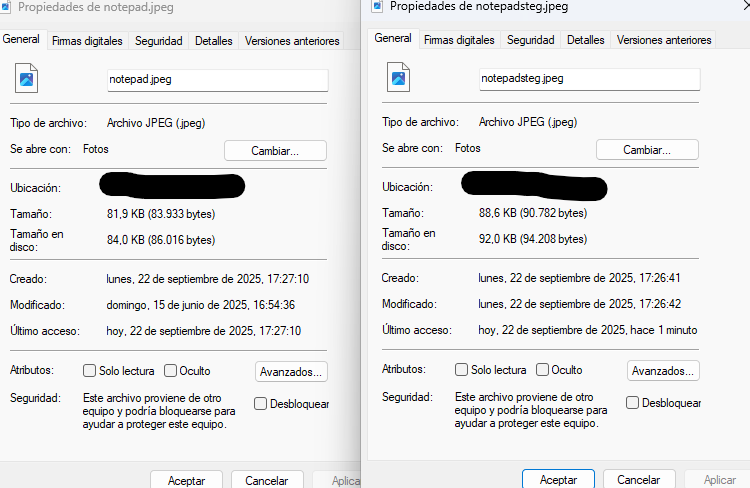 Propiedades de notepad.jpeg
General Firmas digitales Seguridad Detalles Versiones anteriores
notepad.jpeg
Tipo de archivo: Archivo JPEG (.jpeg)
Se abre con: Fotos Cambiar...
Ubicación:
Tamaño: 81,9 KB (83.933 bytes)
Tamaño en disco: 84,0 KB (86.016 bytes)
Creado: lunes, 22 de septiembre de 2025, 17:27:10
Modificado: domingo, 15 de junio de 2025, 16:54:36
Último acceso: hoy, 22 de septiembre de 2025, 17:27:10
Atributos: Solo lectura Oculto Avanzados...
Seguridad: Este archivo proviene de otro
equipo y podría bloquearse para
ayudar a proteger este equipo.
Desbloquear
Aceptar Cancelar Aplica
Propiedades de notepadsteg.jpeg
General Firmas digitales Seguridad Detalles Versiones anteriores
notepadsteg.jpeg
Tipo de archivo: Archivo JPEG (.jpeg)
Se abre con: Fotos Cambiar...
Ubicación:
Tamaño: 88,6 KB (90.782 bytes)
Tamaño en disco: 92,0 KB (94.208 bytes)
Creado: lunes, 22 de septiembre de 2025, 17:26:41
Modificado: lunes, 22 de septiembre de 2025, 17:26:42
Último acceso: hoy, 22 de septiembre de 2025, hace 1 minuto
Atributos: Solo lectura Oculto Avanzados...
Seguridad: Este archivo proviene de otro
equipo y podría bloquearse para
ayudar a proteger este equipo.
Desbloquear
Aceptar Cancelar Aplicar